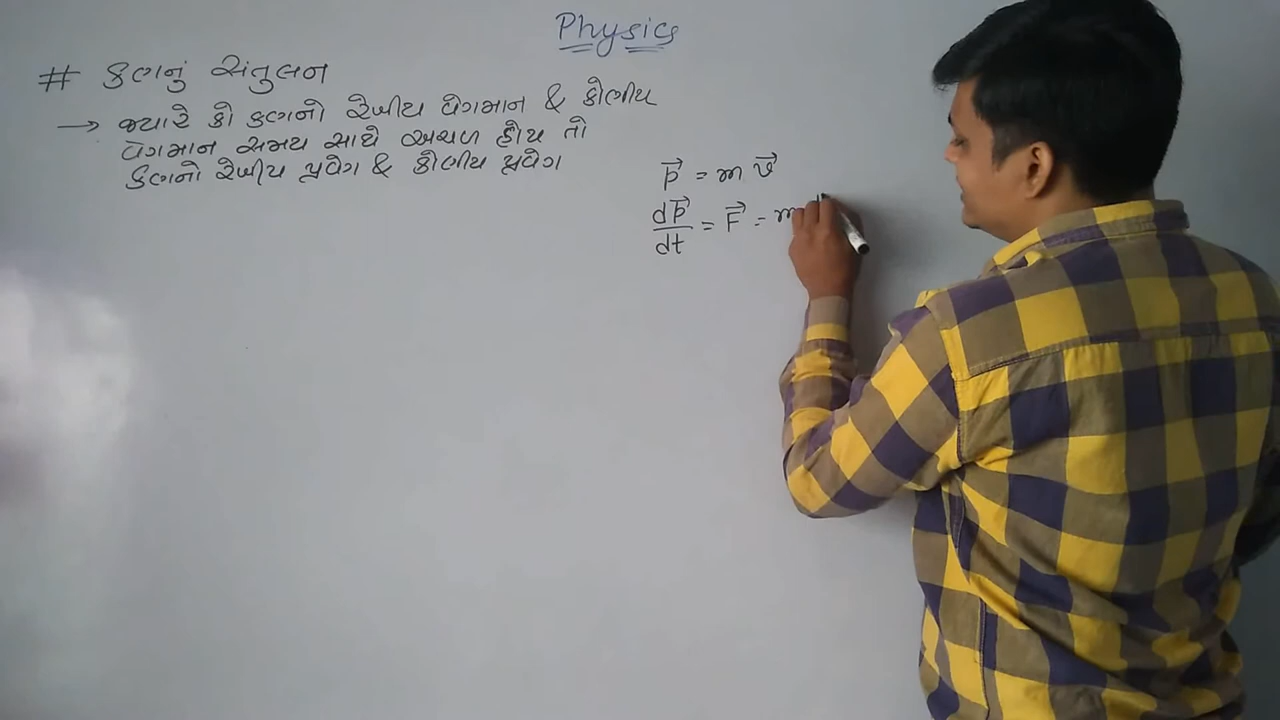 Physics
# કણનું સંતુલન
→ જ્યારે કો કણનો રેખીય વેગમાન & કોણીય
વેગમાન સમય સાથે અચળ હોય તો
કણનો રેખીય પ્રવેગ & કોણીય પ્રવેગ
p⃗ = m v⃗
dp⃗/dt = F⃗ = m